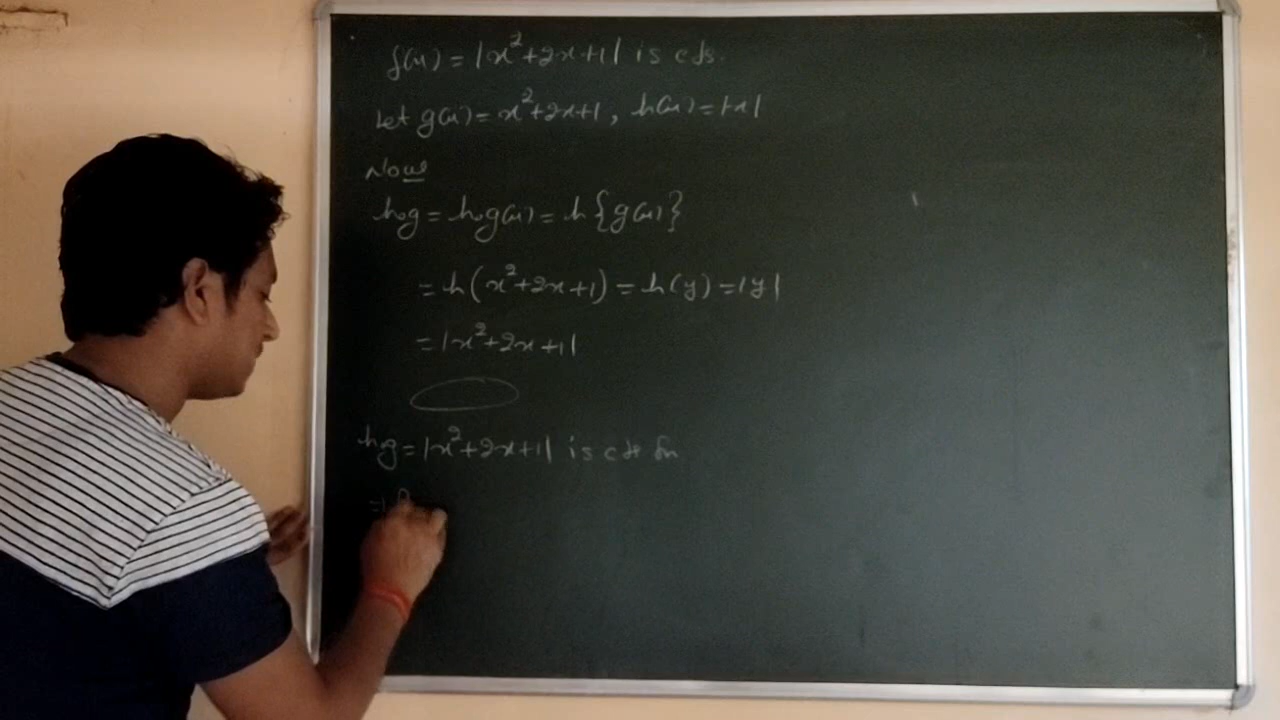 f(x) = |x²+2x+1| is cts.
Let g(x) = x²+2x+1, h(x) = |x|
Now
hog = hog(x) = h{g(x)}
= h(x²+2x+1) = h(y) = |y|
= |x²+2x+1|
hog = |x²+2x+1| is cts fn
⇒